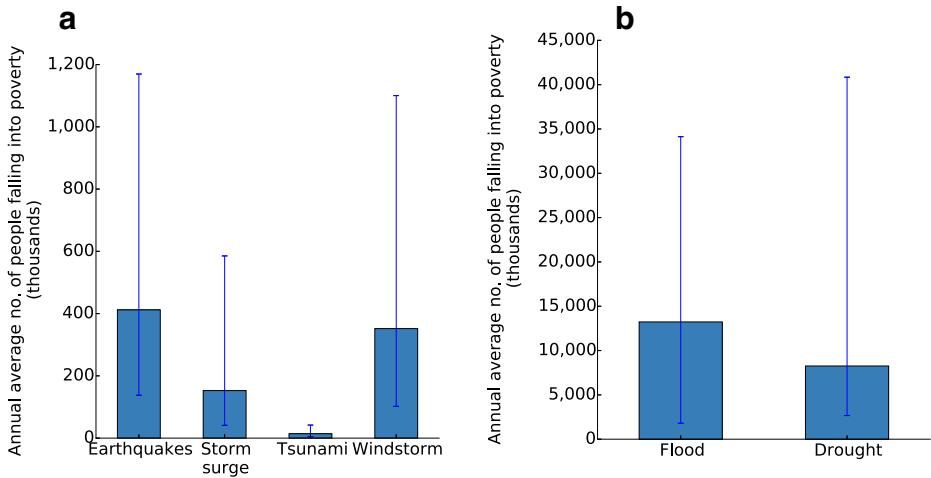 a
Annual average no. of people falling into poverty
(thousands)
1,200
1,000
800
600
400
200
0
Earthquakes
Storm
surge
Tsunami
Windstorm
b
Annual average no. of people falling into poverty
(thousands)
45,000
40,000
35,000
30,000
25,000
20,000
15,000
10,000
5,000
0
Flood
Drought